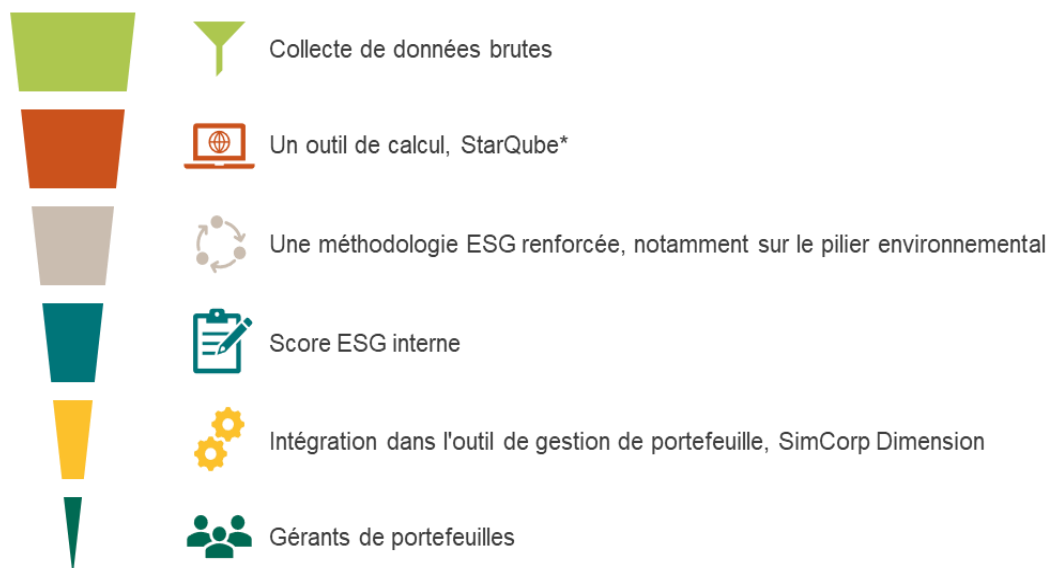 Collecte de données brutes
Un outil de calcul, StarQube*
Une méthodologie ESG renforcée, notamment sur le pilier environnemental
Score ESG interne
Intégration dans l'outil de gestion de portefeuille, SimCorp Dimension
Gérants de portefeuilles